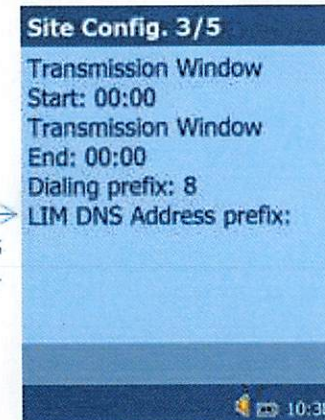 Site Config. 3/5
Transmission Window
Start: 00:00
Transmission Window
End: 00:00
Dialing prefix: 8
LIM DNS Address prefix: